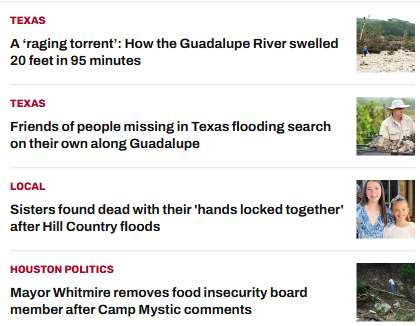 TEXAS
A ‘raging torrent’: How the Guadalupe River swelled
20 feet in 95 minutes
TEXAS
Friends of people missing in Texas flooding search
on their own along Guadalupe
LOCAL
Sisters found dead with their 'hands locked together'
after Hill Country floods
HOUSTON POLITICS
Mayor Whitmire removes food insecurity board
member after Camp Mystic comments